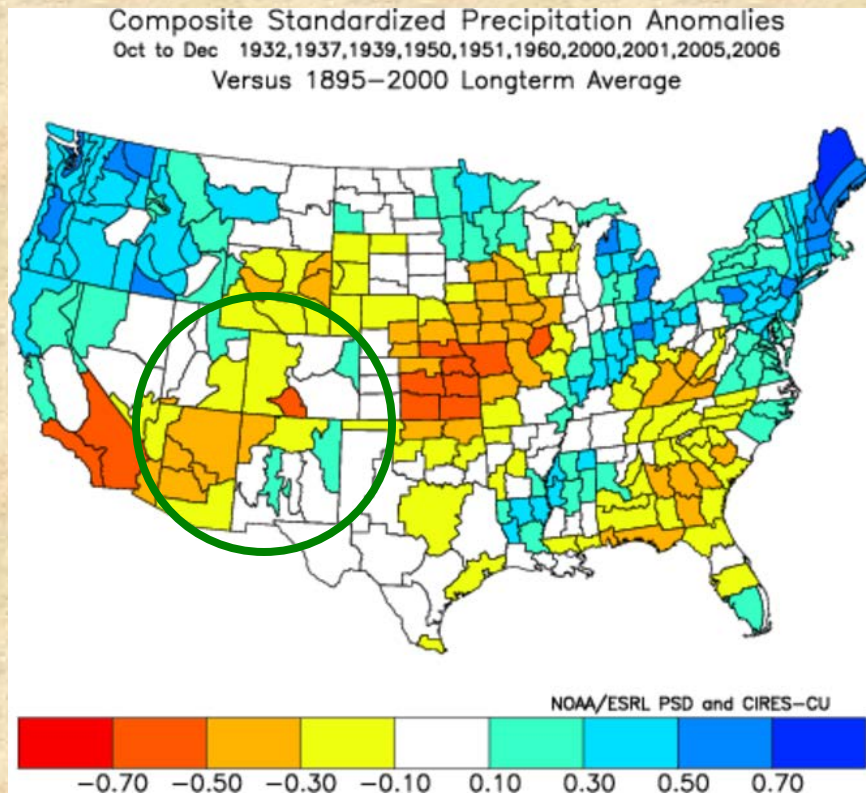 Composite Standardized Precipitation Anomalies
Oct to Dec 1932,1937,1939,1950,1951,1960,2000,2001,2005,2006
Versus 1895–2000 Longterm Average
NOAA/ESRL PSD and CIRES–CU
−0.70 −0.50 −0.30 −0.10 0.10 0.30 0.50 0.70